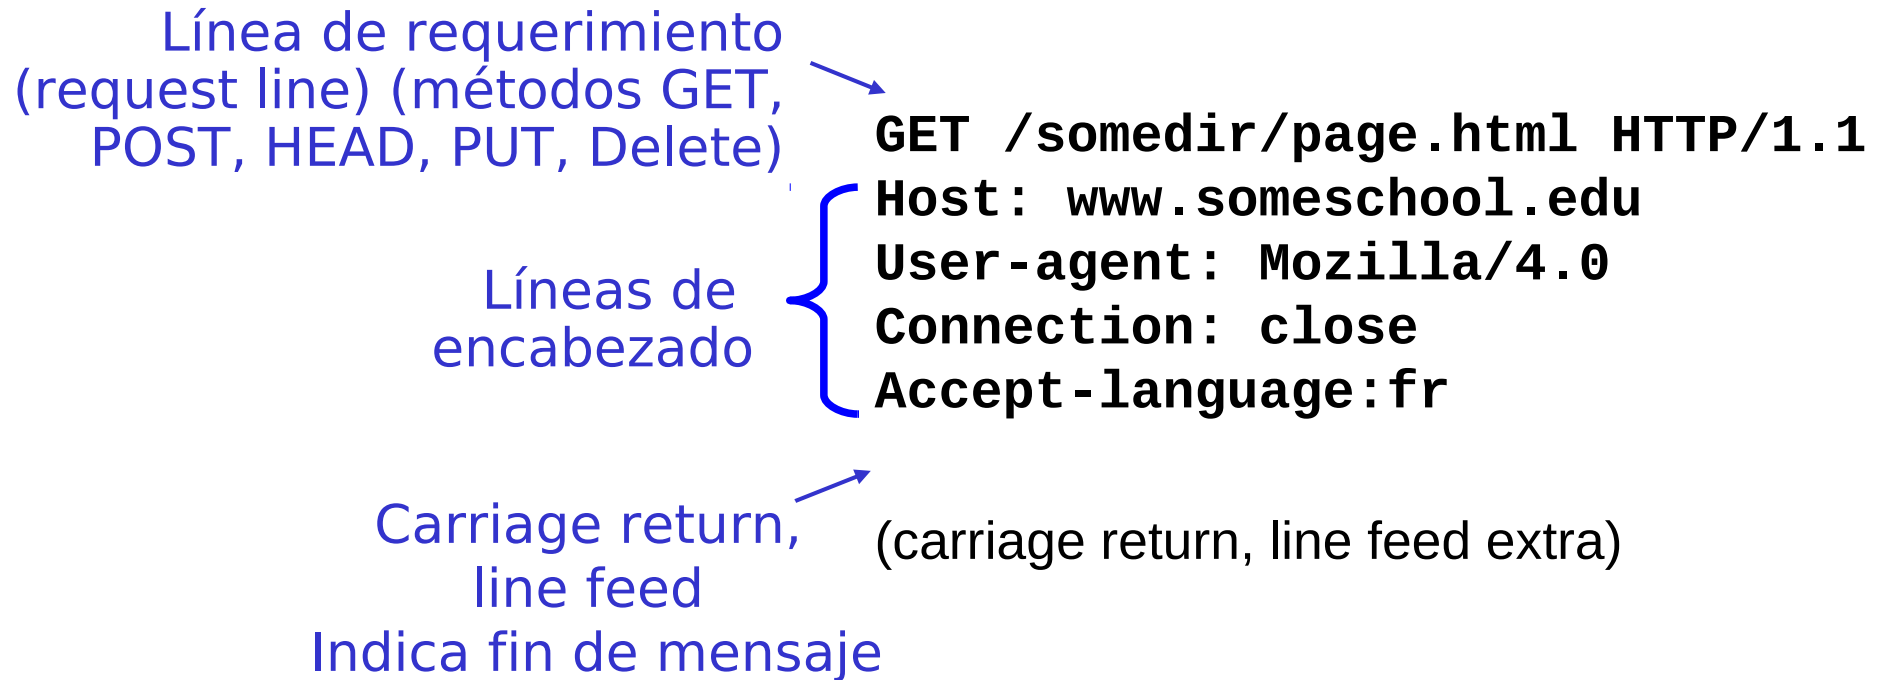 Línea de requerimiento
(request line) (métodos GET,
POST, HEAD, PUT, Delete)
GET /somedir/page.html HTTP/1.1
Host: www.someschool.edu
User-agent: Mozilla/4.0
Connection: close
Accept-language:fr
Líneas de
encabezado
Carriage return,
line feed
Indica fin de mensaje
(carriage return, line feed extra)